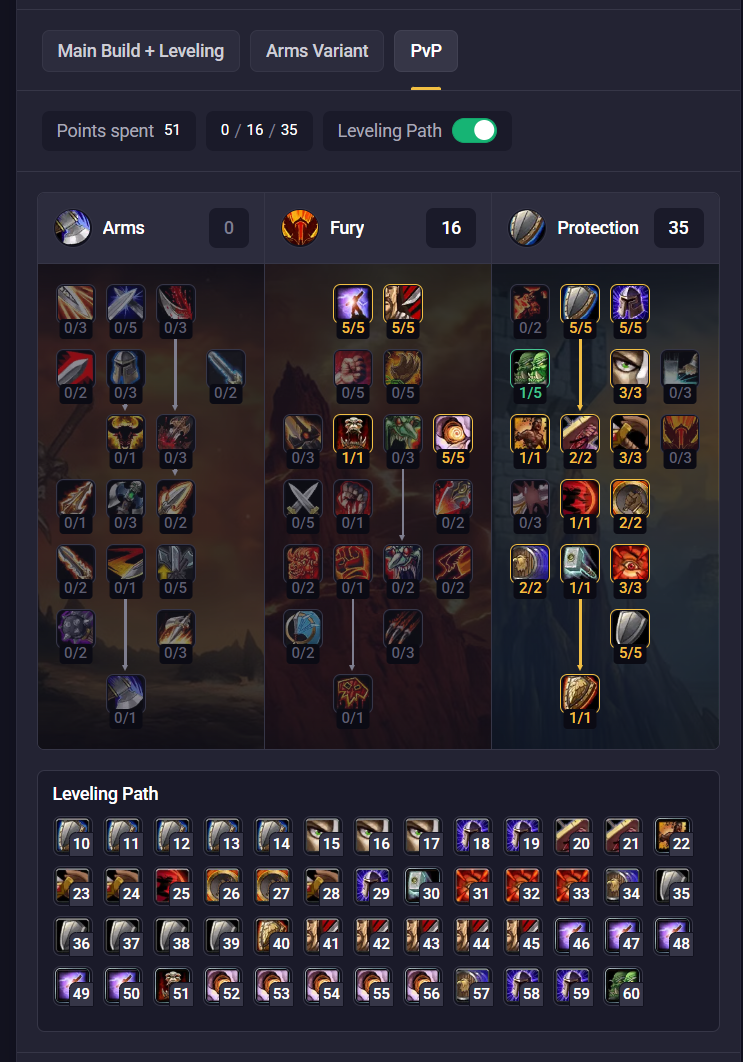 Main Build + Leveling Arms Variant PvP
Points spent 51 0 / 16 / 35 Leveling Path
Arms 0 Fury 16 Protection 35
0/3 0/5 0/3 5/5 5/5 0/2 5/5 5/5
0/2 0/3 0/2 0/5 0/5 1/5 3/3 0/3
0/1 0/3 0/3 1/1 0/3 5/5 1/1 2/2 3/3 0/3
0/1 0/3 0/2 0/5 0/1 0/2 0/3 1/1 2/2
0/2 0/1 0/5 0/2 0/1 0/2 0/2 2/2 1/1 3/3
0/2 0/3 0/2 0/3 5/5
0/1 0/1 1/1
Leveling Path
10 11 12 13 14 15 16 17 18 19 20 21 22
23 24 25 26 27 28 29 30 31 32 33 34 35
36 37 38 39 40 41 42 43 44 45 46 47 48
49 50 51 52 53 54 55 56 57 58 59 60